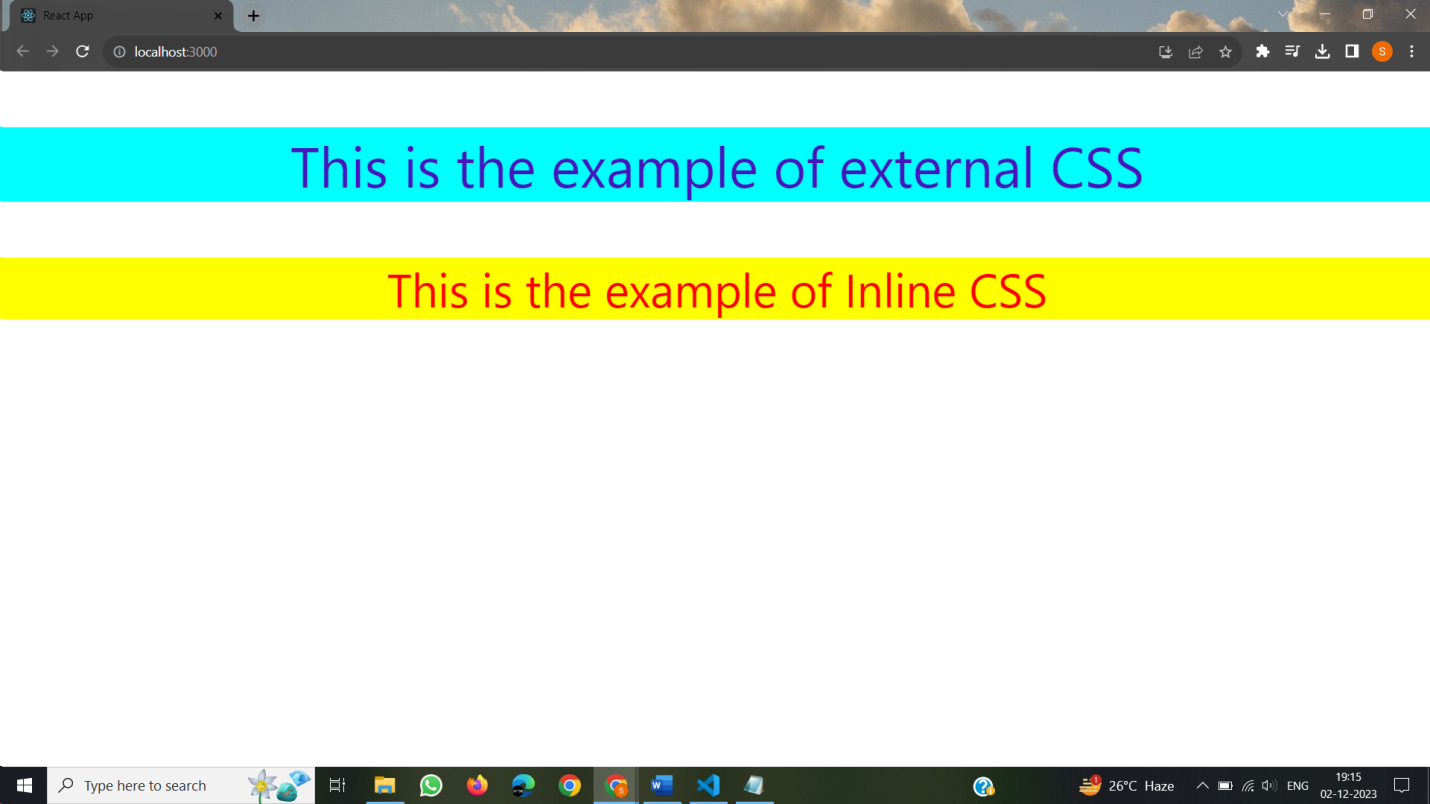 React App
localhost:3000
S
This is the example of external CSS
This is the example of Inline CSS
Type here to search
S
W
1
26°C Haze
ENG
19:15
02-12-2023